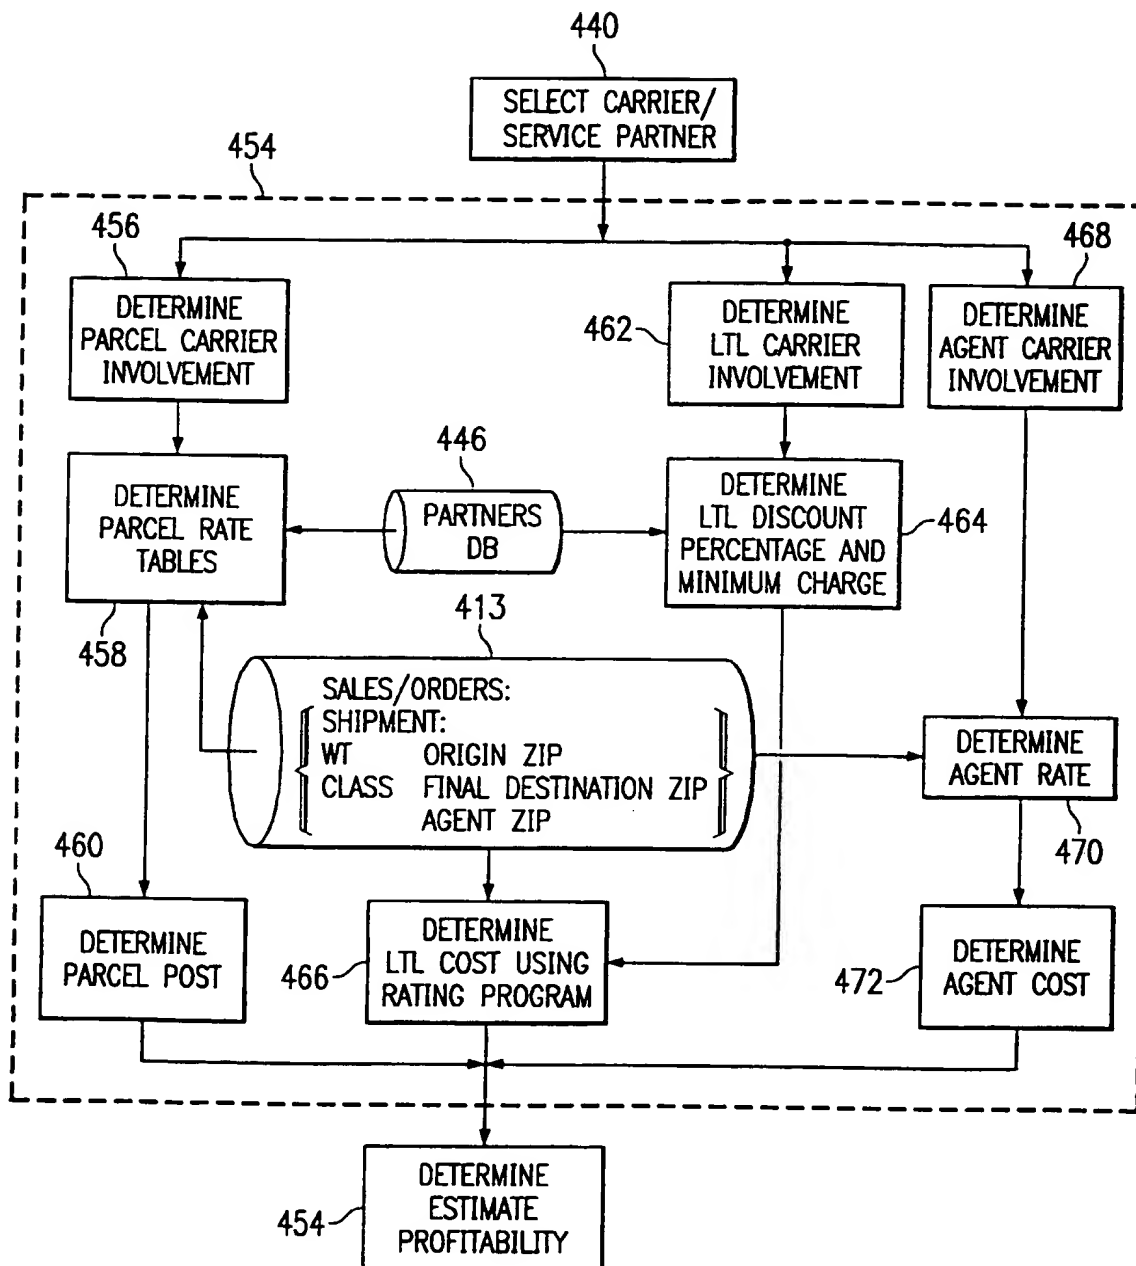 440
SELECT CARRIER/
SERVICE PARTNER
454
456
DETERMINE
PARCEL CARRIER
INVOLVEMENT
462
DETERMINE
LTL CARRIER
INVOLVEMENT
468
DETERMINE
AGENT CARRIER
INVOLVEMENT
DETERMINE
PARCEL RATE
TABLES
458
446
PARTNERS
DB
DETERMINE
LTL DISCOUNT
PERCENTAGE AND
MINIMUM CHARGE
464
413
SALES/ORDERS:
SHIPMENT:
WT ORIGIN ZIP
CLASS FINAL DESTINATION ZIP
AGENT ZIP
DETERMINE
AGENT RATE
470
460
DETERMINE
PARCEL POST
466
DETERMINE
LTL COST USING
RATING PROGRAM
472
DETERMINE
AGENT COST
454
DETERMINE
ESTIMATE
PROFITABILITY